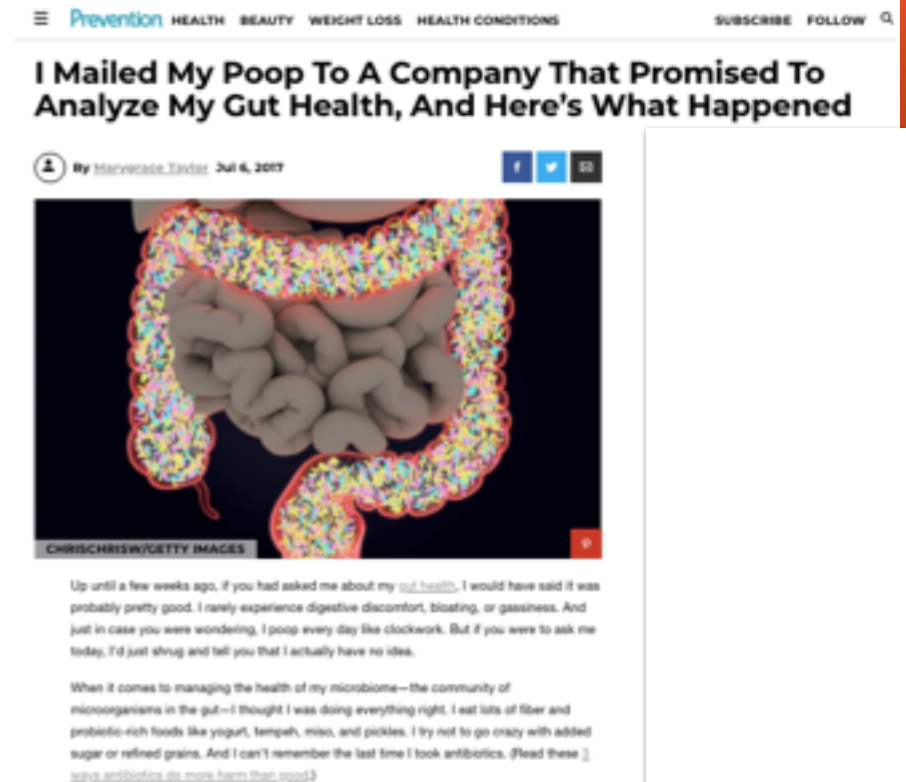 Prevention HEALTH BEAUTY WEIGHT LOSS HEALTH CONDITIONS SUBSCRIBE FOLLOW
I Mailed My Poop To A Company That Promised To
Analyze My Gut Health, And Here's What Happened
By Marygrace Taylor Jul 6, 2017
f
CHRISCHRISW/GETTY IMAGES
Up until a few weeks ago, if you had asked me about my gut health, I would have said it was
probably pretty good. I rarely experience digestive discomfort, bloating, or gassiness. And
just in case you were wondering, I poop every day like clockwork. But if you were to ask me
today, I'd just shrug and tell you that I actually have no idea.
When it comes to managing the health of my microbiome—the community of
microorganisms in the gut—I thought I was doing everything right. I eat lots of fiber and
probiotic-rich foods like yogurt, tempeh, miso, and pickles. I try not to go crazy with added
sugar or refined grains. And I can't remember the last time I took antibiotics. (Read these
ways antibiotics do more harm than good.)